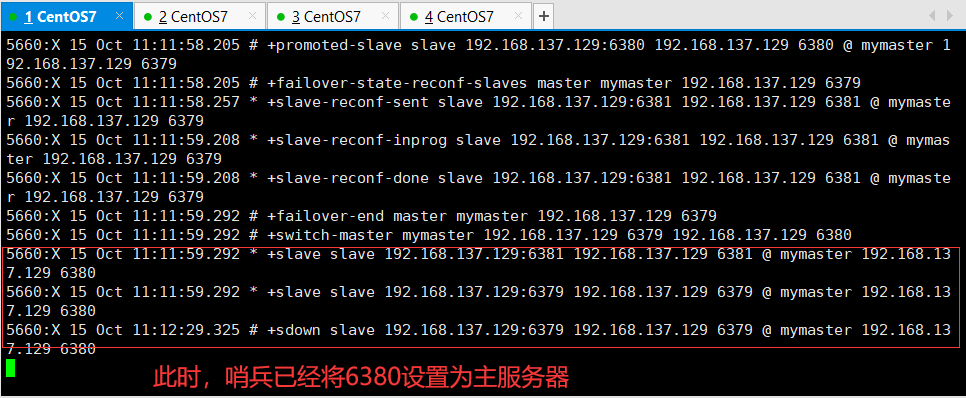 1 CentOS7 × 2 CentOS7 × 3 CentOS7 × 4 CentOS7 × +
5660:X 15 Oct 11:11:58.205 # +promoted-slave slave 192.168.137.129:6380 192.168.137.129 6380 @ mymaster 1
92.168.137.129 6379
5660:X 15 Oct 11:11:58.205 # +failover-state-reconf-slaves master mymaster 192.168.137.129 6379
5660:X 15 Oct 11:11:58.257 * +slave-reconf-sent slave 192.168.137.129:6381 192.168.137.129 6381 @ mymaste
r 192.168.137.129 6379
5660:X 15 Oct 11:11:59.208 * +slave-reconf-inprog slave 192.168.137.129:6381 192.168.137.129 6381 @ mymas
ter 192.168.137.129 6379
5660:X 15 Oct 11:11:59.208 * +slave-reconf-done slave 192.168.137.129:6381 192.168.137.129 6381 @ mymaste
r 192.168.137.129 6379
5660:X 15 Oct 11:11:59.292 # +failover-end master mymaster 192.168.137.129 6379
5660:X 15 Oct 11:11:59.292 # +switch-master mymaster 192.168.137.129 6379 192.168.137.129 6380
5660:X 15 Oct 11:11:59.292 * +slave slave 192.168.137.129:6381 192.168.137.129 6381 @ mymaster 192.168.13
7.129 6380
5660:X 15 Oct 11:11:59.292 * +slave slave 192.168.137.129:6379 192.168.137.129 6379 @ mymaster 192.168.13
7.129 6380
5660:X 15 Oct 11:12:29.325 # +sdown slave 192.168.137.129:6379 192.168.137.129 6379 @ mymaster 192.168.13
7.129 6380
此时，哨兵已经将6380设置为主服务器